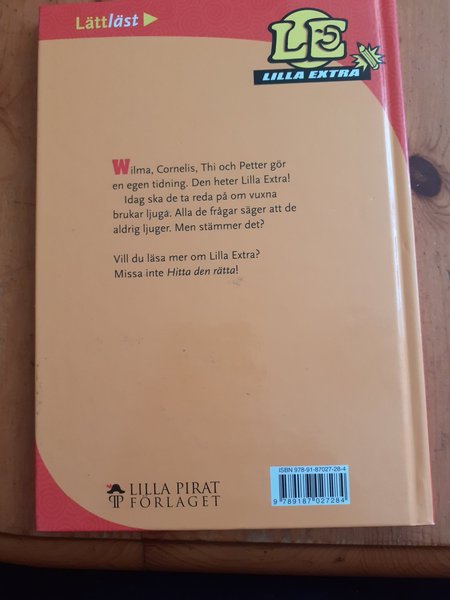 Lättläst
LE
LILLA EXTRA
Wilma, Cornelis, Thi och Petter gör
en egen tidning. Den heter Lilla Extra!
Idag ska de ta reda på om vuxna
brukar ljuga. Alla de frågar säger att de
aldrig ljuger. Men stämmer det?
Vill du läsa mer om Lilla Extra?
Missa inte Hitta den rätta!
ISBN 978-91-87027-28-4
9 789187 027284
LILLA PIRAT
FÖRLAGET